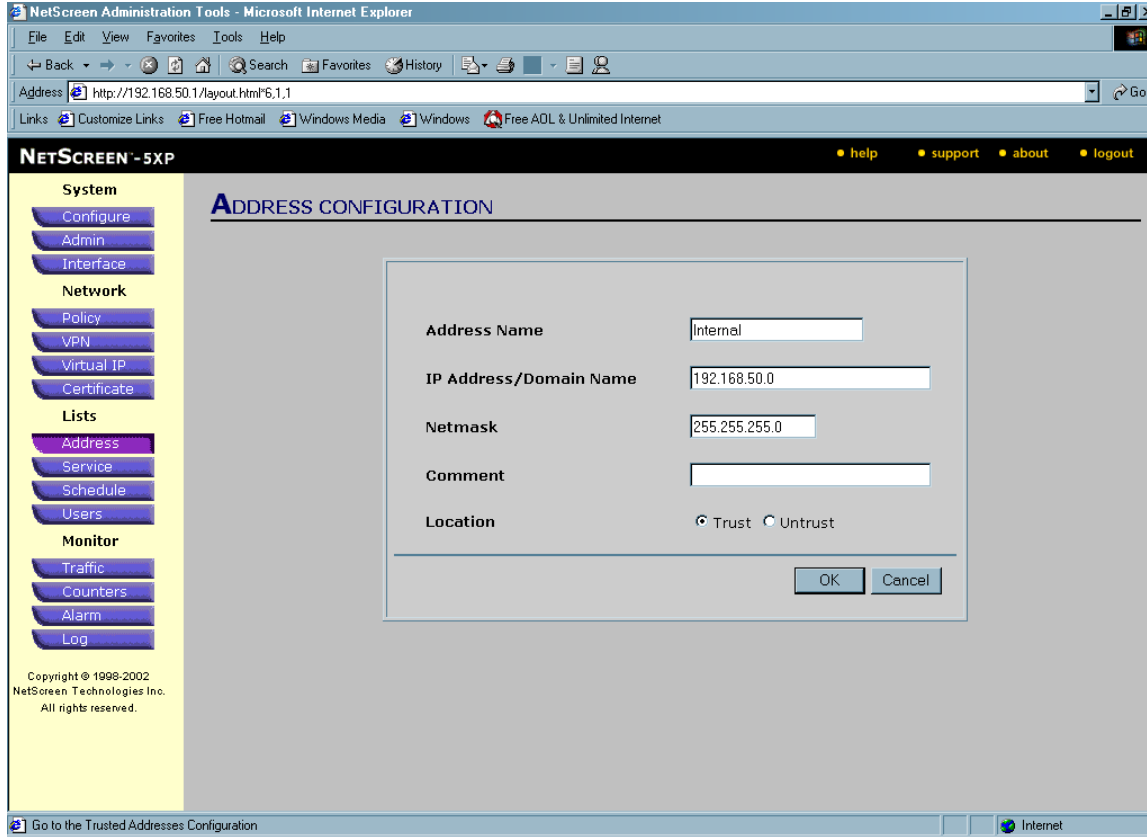 NetScreen Administration Tools - Microsoft Internet Explorer
File Edit View Favorites Tools Help
Back Search Favorites History
Address http://192.168.50.1/layout.html*6,1,1 Go
Links Customize Links Free Hotmail Windows Media Windows Free AOL & Unlimited Internet
NETSCREEN™-5XP help support about logout
System
Configure
Admin
Interface
Network
Policy
VPN
Virtual IP
Certificate
Lists
Address
Service
Schedule
Users
Monitor
Traffic
Counters
Alarm
Log
Copyright © 1998-2002
NetScreen Technologies Inc.
All rights reserved.
ADDRESS CONFIGURATION
Address Name Internal
IP Address/Domain Name 192.168.50.0
Netmask 255.255.255.0
Comment
Location Trust Untrust
OK Cancel
Go to the Trusted Addresses Configuration Internet